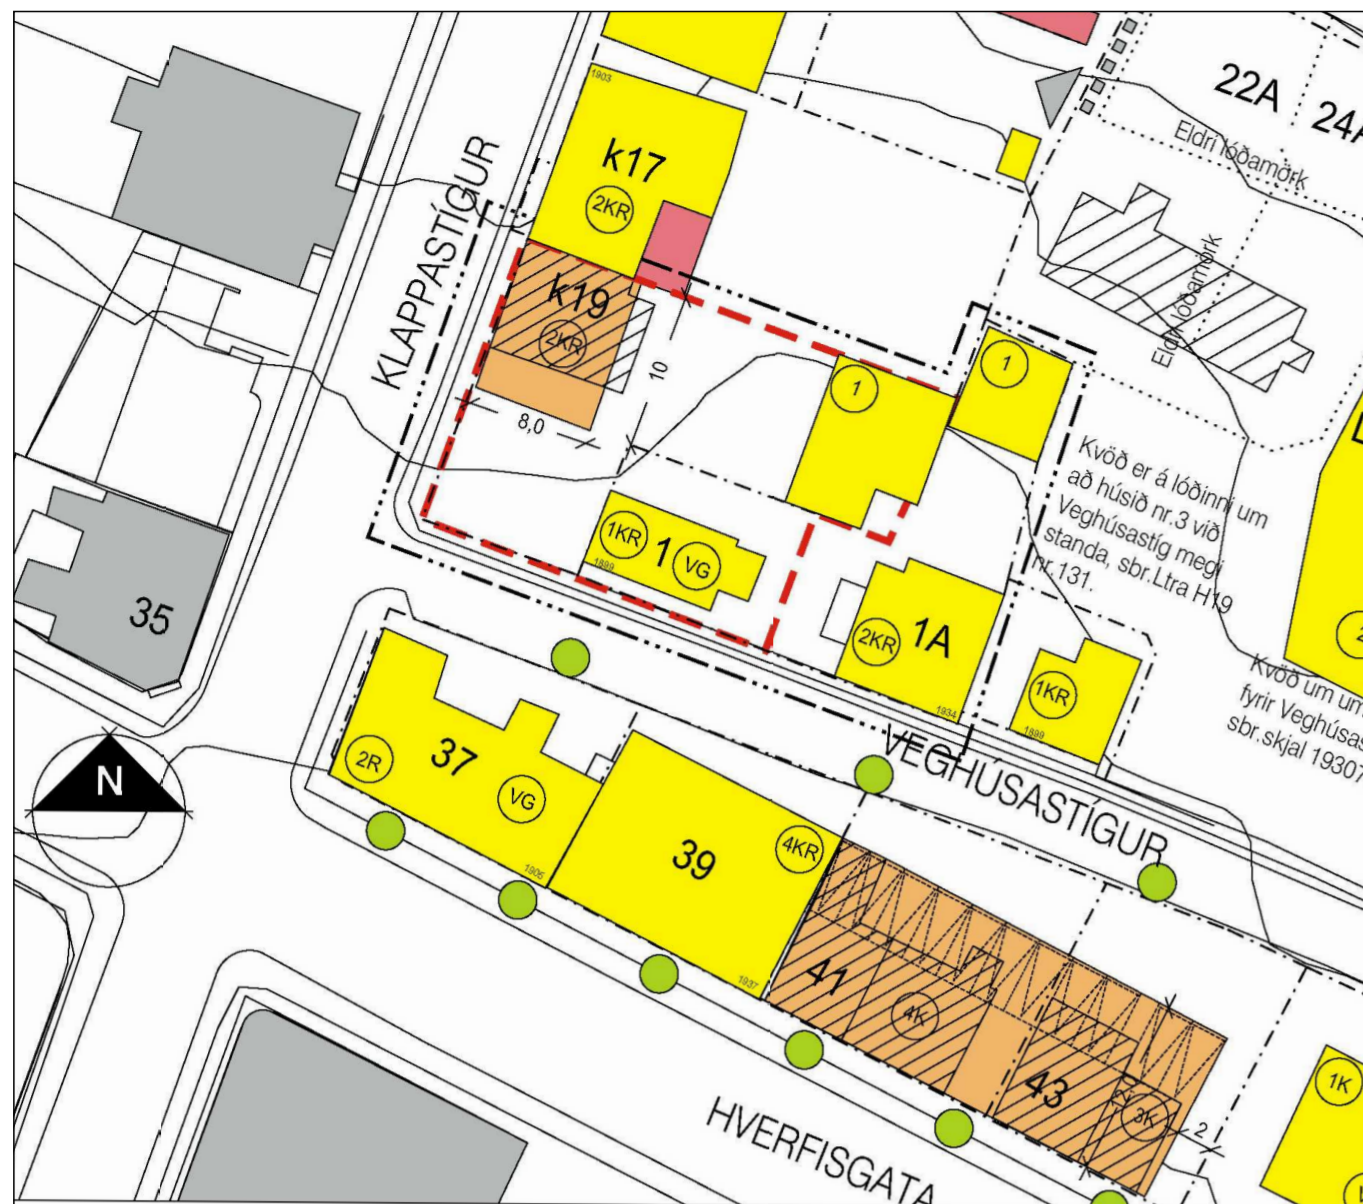 22A
24A
Eldri lóðamörk
Eldri lóðamörk
1903
k17
2KR
KLAPPASTÍGUR
k19
2KR
10
8,0
1
1
Kvöð er á lóðinni um
að húsið nr.3 við
Veghúsastíg megi
standa, sbr.Ltra H19
nr.131.
1KR
1
VG
1899
35
2KR
1A
1934
1KR
1899
Kvöð um um
fyrir Veghúsas
sbr.skjal 19307
2
N
2R
37
VG
1905
VEGHÚSASTÍGUR
39
4KR
1937
41
4K
43
3K
2
1K
HVERFISGATA